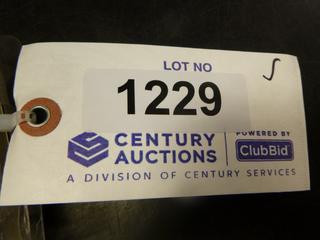 LOT NO
1229
CENTURY AUCTIONS
POWERED BY
ClubBid
A DIVISION OF CENTURY SERVICES